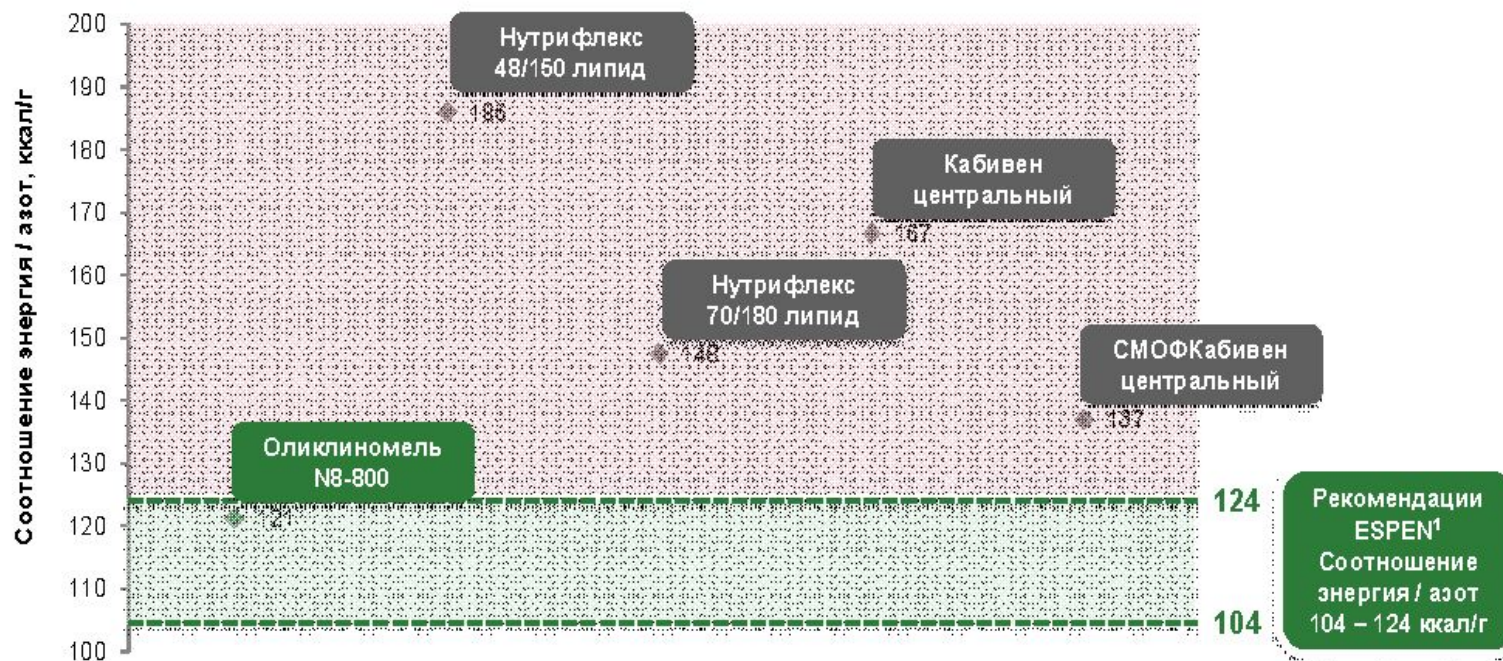 Соотношение энергия / азот, ккал/г
200
190
180
170
160
150
140
130
120
110
100
Нутрифлекс
48/150 липид
186
Кабивен
центральный
167
Нутрифлекс
70/180 липид
148
СМОФКабивен
центральный
137
Оликлиномель
N8-800
121
124
104
Рекомендации
ESPEN¹
Соотношение
энергия / азот
104 – 124 ккал/г